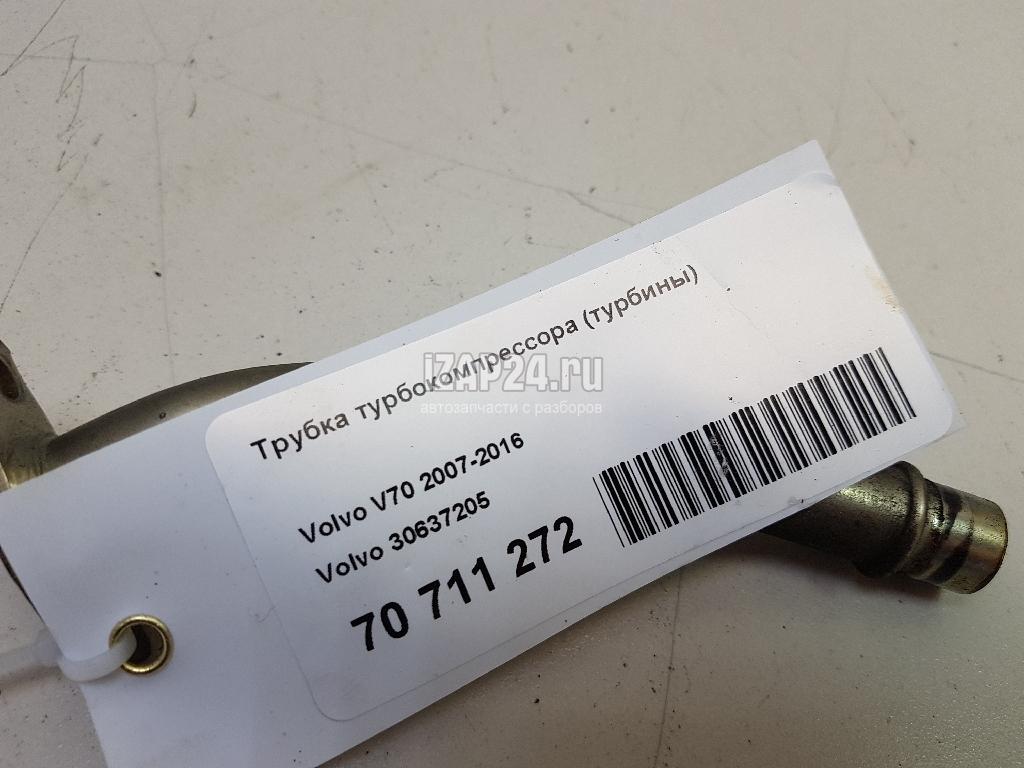 Трубка турбокомпрессора (турбины)
iZAP24.ru
автозапчасти с разборов
Volvo V70 2007-2016
Volvo 30637205
70 711 272